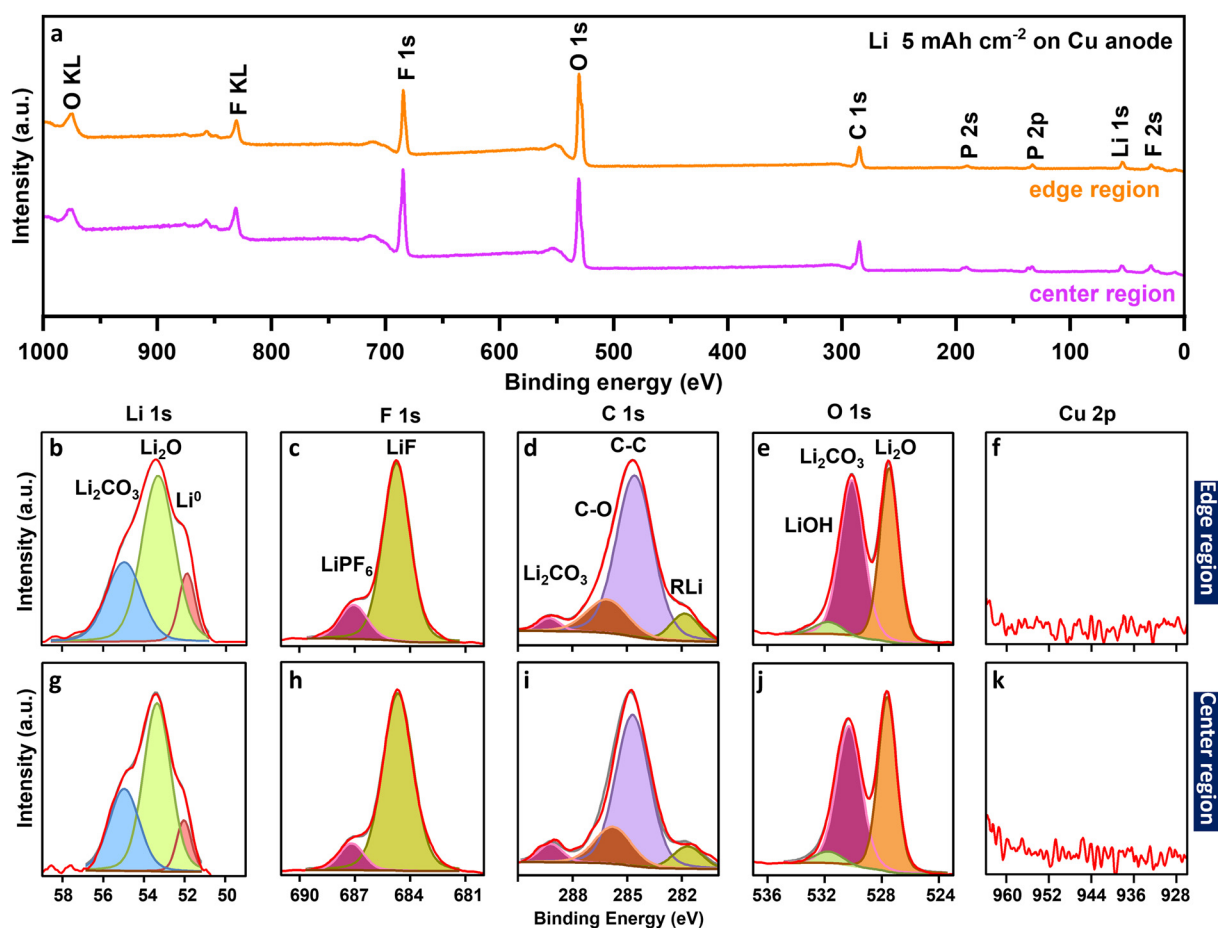 a
Li 5 mAh cm⁻² on Cu anode
O KL
F KL
F 1s
O 1s
C 1s
P 2s
P 2p
Li 1s
F 2s
edge region
center region
Intensity (a.u.)
1000 900 800 700 600 500 400 300 200 100 0
Binding energy (eV)
Li 1s F 1s C 1s O 1s Cu 2p
b
Li₂CO₃
Li₂O
Li⁰
c
LiPF₆
LiF
d
Li₂CO₃
C-O
C-C
RLi
e
LiOH
Li₂CO₃
Li₂O
f
Intensity (a.u.)
Edge region
g
h
i
j
k
Intensity (a.u.)
Center region
58 56 54 52 50
690 687 684 681
288 285 282
536 532 528 524
960 952 944 936 928
Binding Energy (eV)